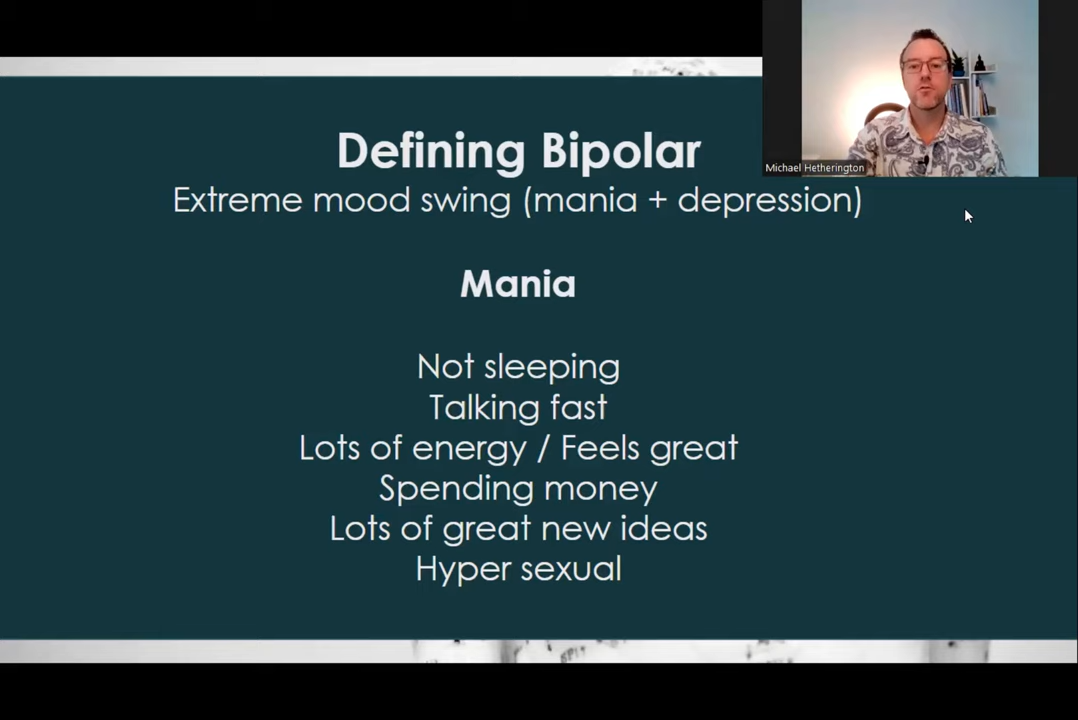 Defining Bipolar
Michael Hetherington
Extreme mood swing (mania + depression)
Mania
Not sleeping
Talking fast
Lots of energy / Feels great
Spending money
Lots of great new ideas
Hyper sexual
SPIT